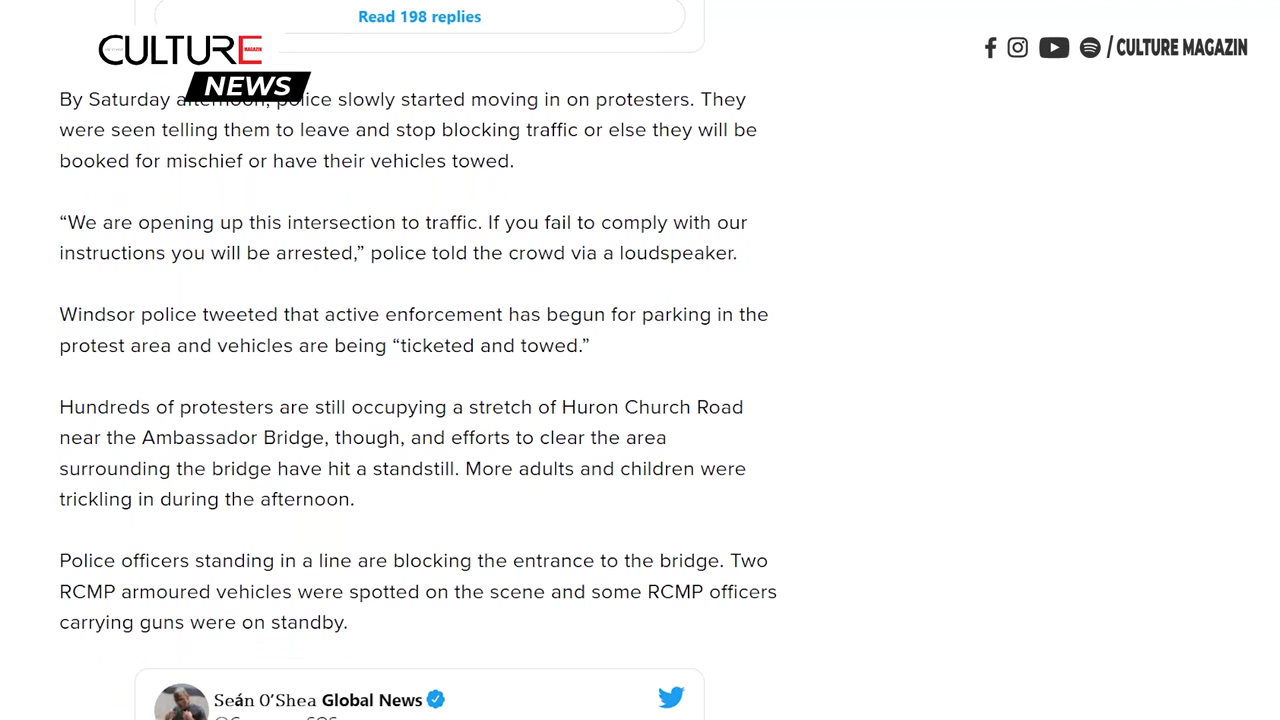 Read 198 replies
CULTURE
MAGAZIN
NEWS
/ CULTURE MAGAZIN
By Saturday afternoon, police slowly started moving in on protesters. They
were seen telling them to leave and stop blocking traffic or else they will be
booked for mischief or have their vehicles towed.
“We are opening up this intersection to traffic. If you fail to comply with our
instructions you will be arrested,” police told the crowd via a loudspeaker.
Windsor police tweeted that active enforcement has begun for parking in the
protest area and vehicles are being “ticketed and towed.”
Hundreds of protesters are still occupying a stretch of Huron Church Road
near the Ambassador Bridge, though, and efforts to clear the area
surrounding the bridge have hit a standstill. More adults and children were
trickling in during the afternoon.
Police officers standing in a line are blocking the entrance to the bridge. Two
RCMP armoured vehicles were spotted on the scene and some RCMP officers
carrying guns were on standby.
Seán O'Shea Global News